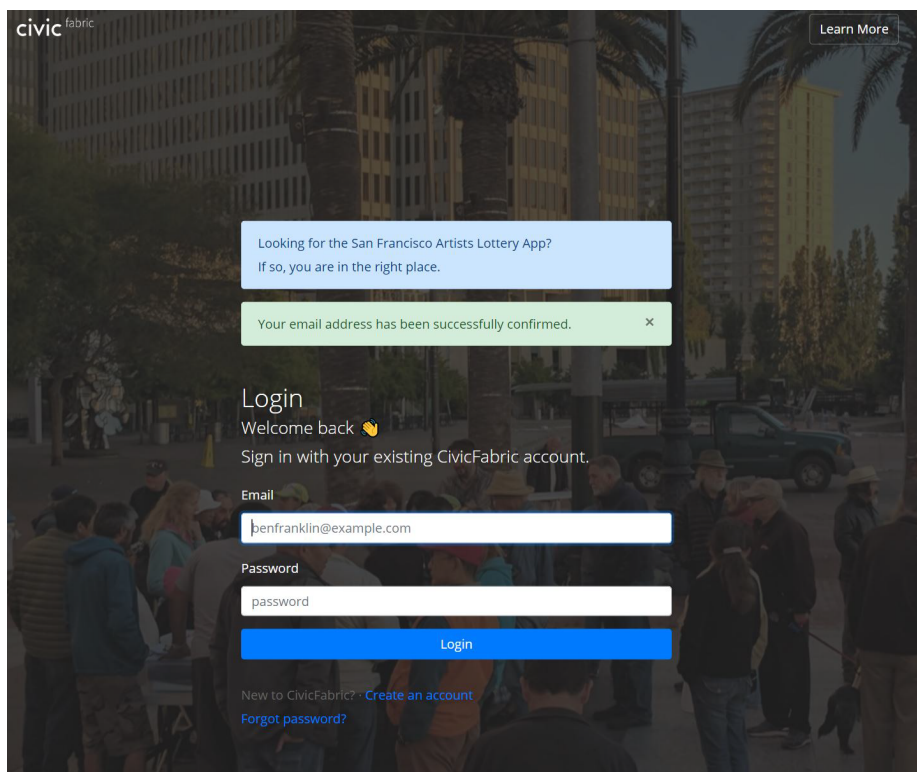 civic fabric
Learn More
Looking for the San Francisco Artists Lottery App?
If so, you are in the right place.
Your email address has been successfully confirmed. ×
Login
Welcome back 👋
Sign in with your existing CivicFabric account.
Email
benfranklin@example.com
Password
password
Login
New to CivicFabric? · Create an account
Forgot password?